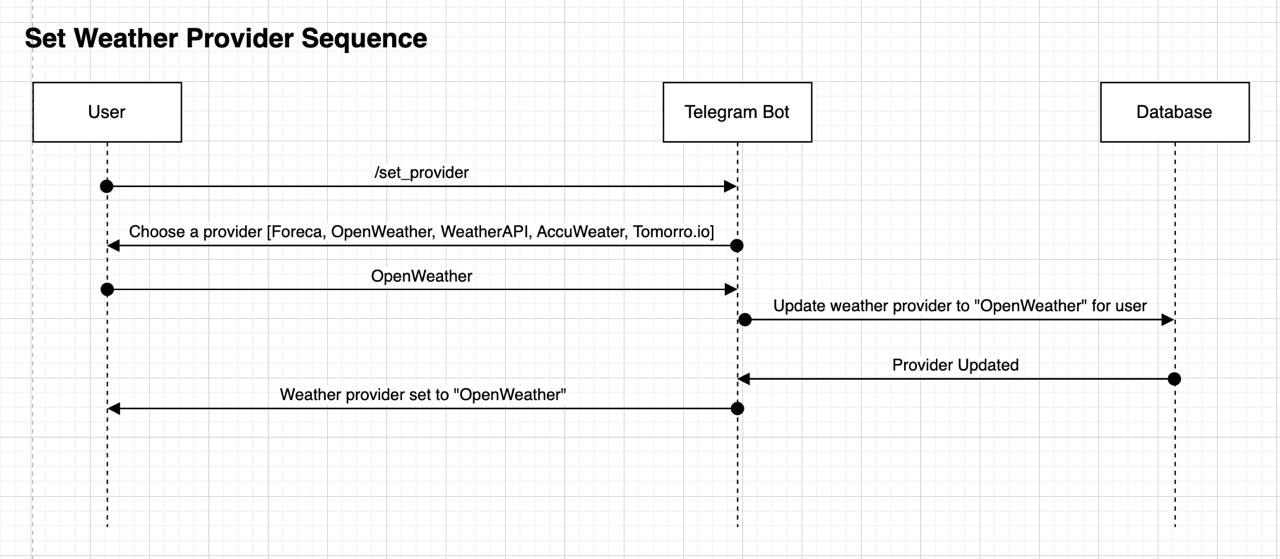 Set Weather Provider Sequence
User
Telegram Bot
Database
/set_provider
Choose a provider [Foreca, OpenWeather, WeatherAPI, AccuWeater, Tomorro.io]
OpenWeather
Update weather provider to "OpenWeather" for user
Provider Updated
Weather provider set to "OpenWeather"